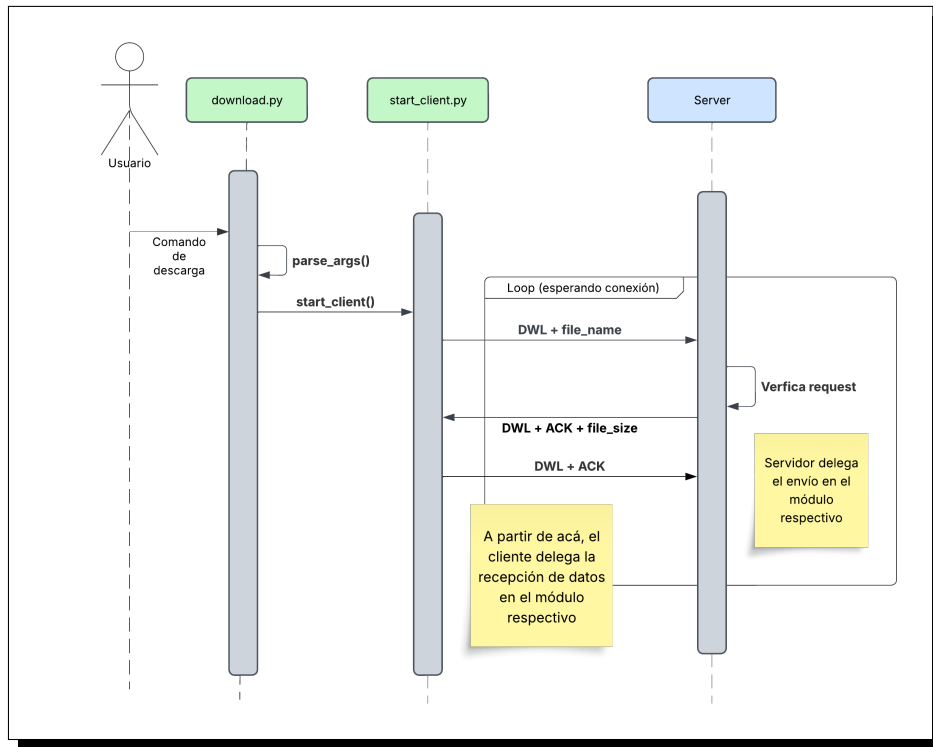 download.py
start_client.py
Server
Usuario
Comando
de
descarga
parse_args()
start_client()
Loop (esperando conexión)
DWL + file_name
Verfica request
DWL + ACK + file_size
DWL + ACK
Servidor delega
el envío en el
módulo
respectivo
A partir de acá, el
cliente delega la
recepción de datos
en el módulo
respectivo